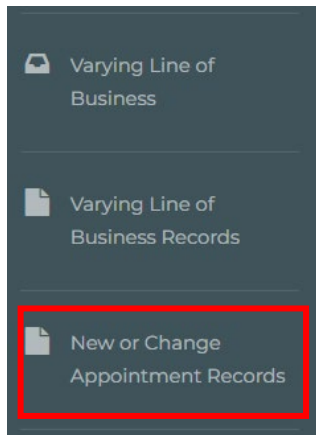 Varying Line of
Business
Varying Line of
Business Records
New or Change
Appointment Records